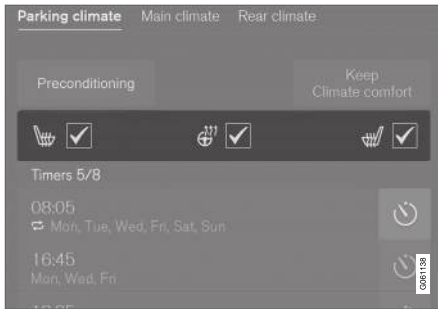 Parking climate Main climate Rear climate
Preconditioning
Keep
Climate comfort
Timers 5/8
08:05
Mon, Tue, Wed, Fri, Sat, Sun
16:45
Mon, Wed, Fri
G061138